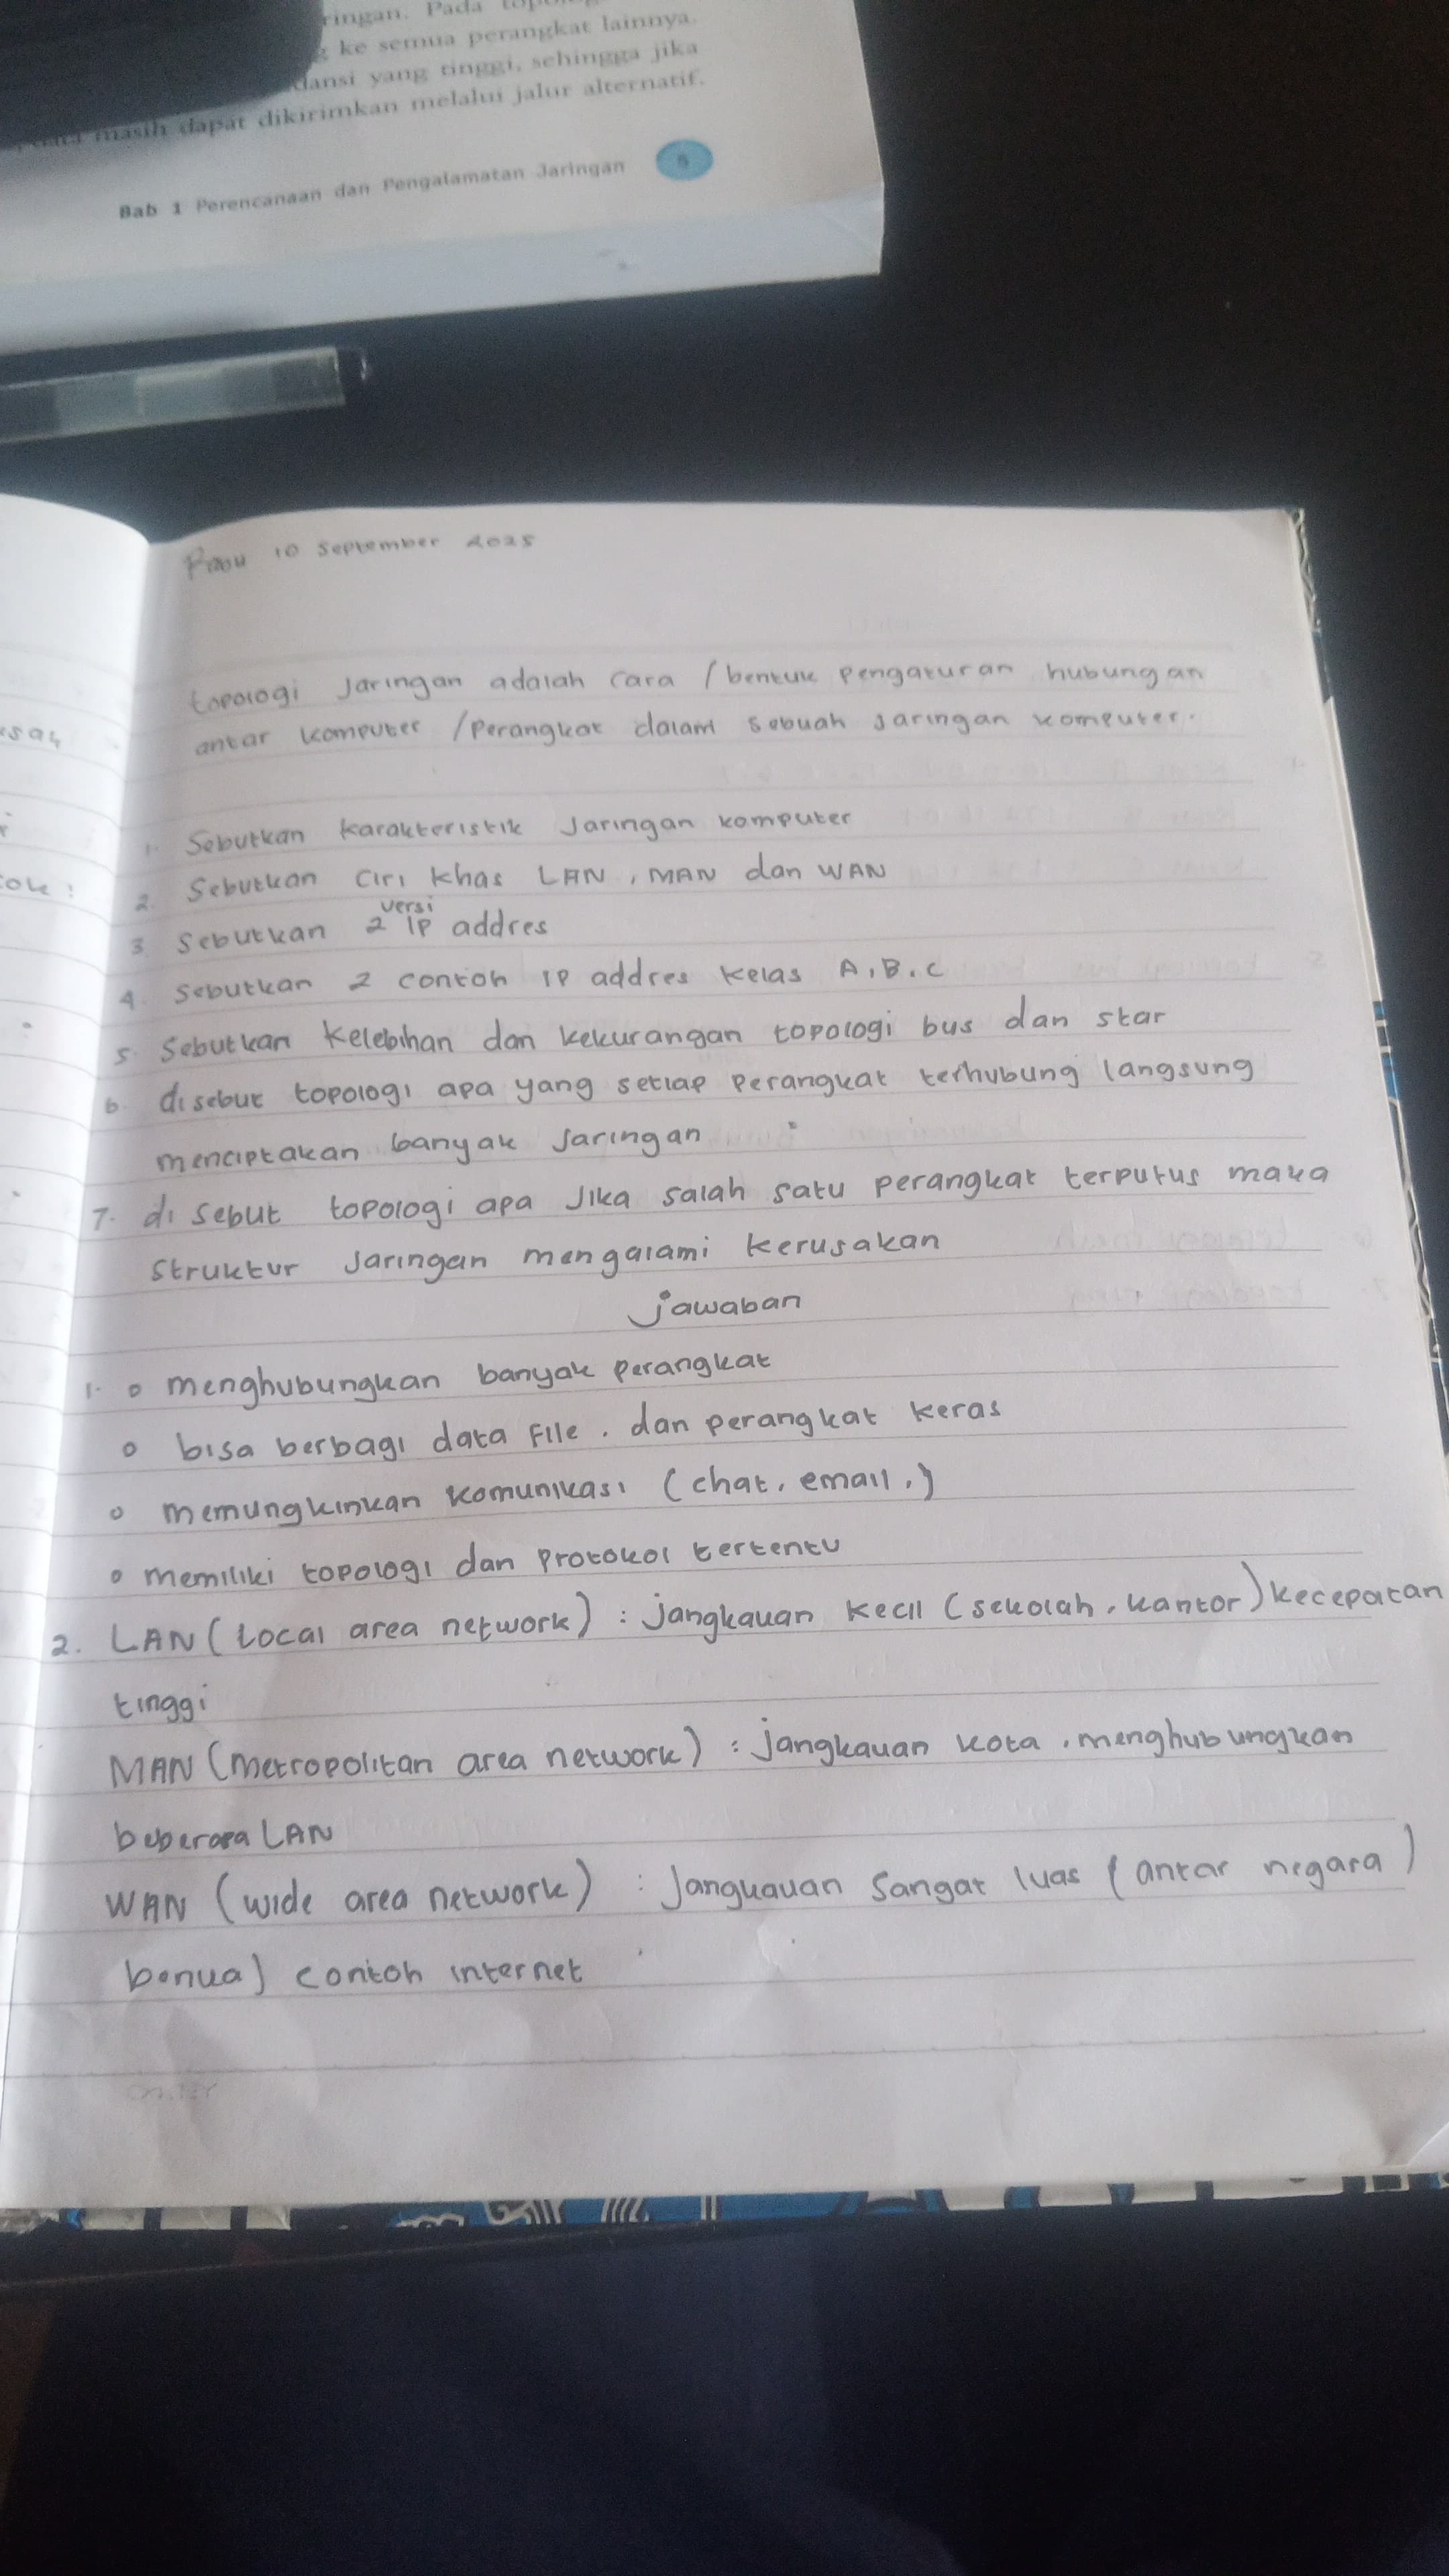 ringan. Pada
ke semua perangkat lainnya.
dansi yang tinggi, sehingga jika
masih dapat dikirimkan melalui jalur alternatif.
Bab 1 Perencanaan dan Pengalamatan Jaringan
10 September 2025
topologi Jaringan adalah cara / bentuk pengaturan hubungan
antar komputer / Perangkat dalam sebuah Jaringan komputer.
1. Sebutkan karakteristik Jaringan komputer
2. Sebutkan ciri khas LAN, MAN dan WAN
versi
3. Sebutkan 2 IP addres
4. Sebutkan 2 contoh IP addres kelas A, B, C
5. Sebutkan Kelebihan dan kekurangan topologi bus dan star
6. disebut topologi apa yang setiap perangkat terhubung langsung
menciptakan banyak Jaringan
7. di sebut topologi apa Jika salah satu perangkat terputus maka
Struktur Jaringan mengalami kerusakan
jawaban
1. o menghubungkan banyak perangkat
o bisa berbagi data File, dan perangkat keras
o memungkinkan komunikasi (chat, email,)
o memiliki topologi dan protokol tertentu
2. LAN (Local area network) : jangkauan kecil (sekolah, kantor) kecepatan
tinggi
MAN (Metropolitan area network) : jangkauan kota, menghubungkan
beberapa LAN
WAN (wide area network) : Jangkauan Sangat luas (antar negara)
benua) contoh internet